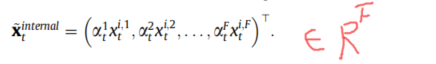 x̃_t^{internal} = (α_t^1 x_t^{i,1}, α_t^2 x_t^{i,2}, …, α_t^F x_t^{i,F})^⊤. ∈ R^F